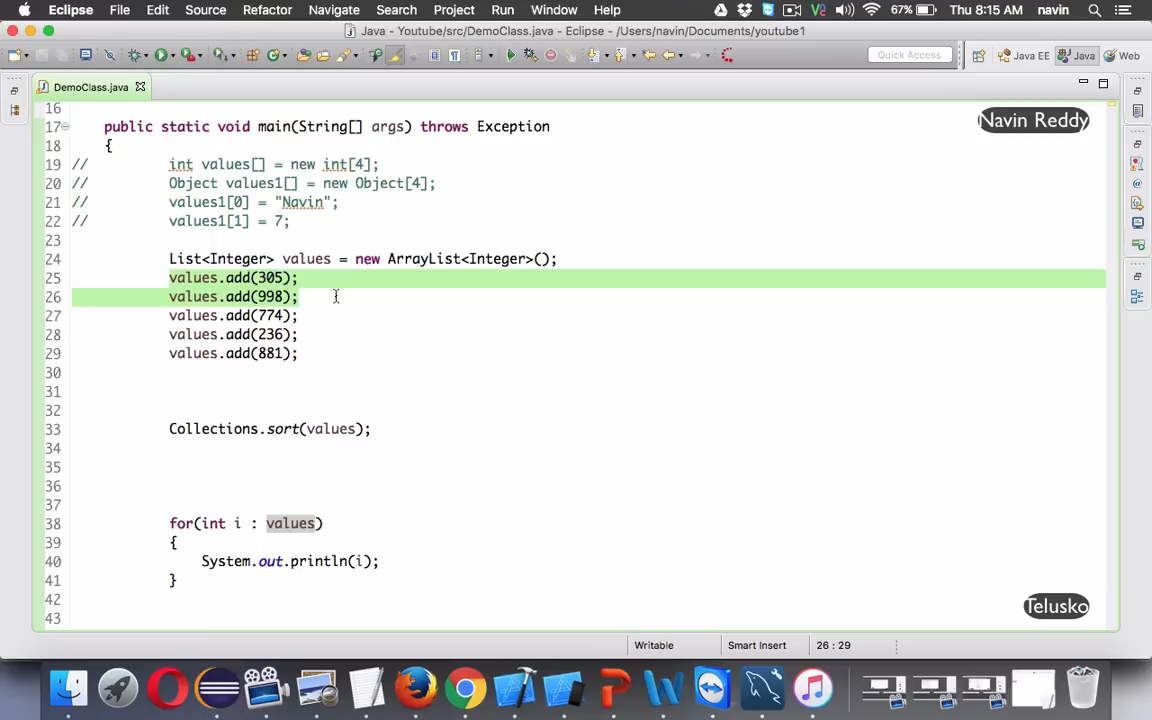 Eclipse File Edit Source Refactor Navigate Search Project Run Window Help 67% Thu 8:15 AM navin
Java - Youtube/src/DemoClass.java - Eclipse - /Users/navin/Documents/youtube1
Quick Access Java EE Java Web
DemoClass.java
16
17 public static void main(String[] args) throws Exception
Navin Reddy
18 {
19 // int values[] = new int[4];
20 // Object values1[] = new Object[4];
21 // values1[0] = "Navin";
22 // values1[1] = 7;
23
24 List<Integer> values = new ArrayList<Integer>();
25 values.add(305);
26 values.add(998);
27 values.add(774);
28 values.add(236);
29 values.add(881);
30
31
32
33 Collections.sort(values);
34
35
36
37
38 for(int i : values)
39 {
40 System.out.println(i);
41 }
42
Telusko
43
Writable Smart Insert 26 : 29